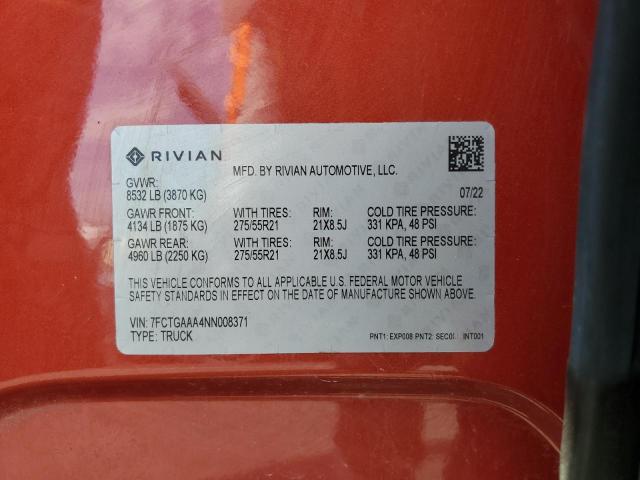 RIVIAN
MFD. BY RIVIAN AUTOMOTIVE, LLC.
GVWR:
8532 LB (3870 KG) 07/22
GAWR FRONT: WITH TIRES: RIM: COLD TIRE PRESSURE:
4134 LB (1875 KG) 275/55R21 21X8.5J 331 KPA, 48 PSI
GAWR REAR: WITH TIRES: RIM: COLD TIRE PRESSURE:
4960 LB (2250 KG) 275/55R21 21X8.5J 331 KPA, 48 PSI
THIS VEHICLE CONFORMS TO ALL APPLICABLE U.S. FEDERAL MOTOR VEHICLE
SAFETY STANDARDS IN EFFECT ON THE DATE OF MANUFACTURE SHOWN ABOVE.
VIN: 7FCTGAAA4NN008371
TYPE: TRUCK
PNT1: EXP008 PNT2: INT001